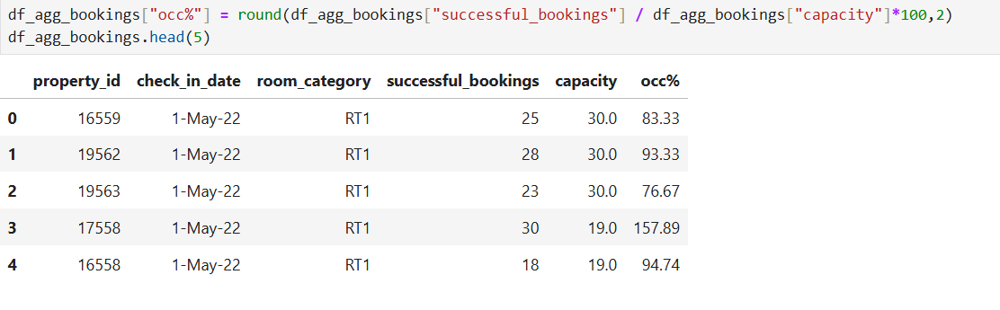 df_agg_bookings["occ%"] = round(df_agg_bookings["successful_bookings"] / df_agg_bookings["capacity"]*100,2)
df_agg_bookings.head(5)
property_id check_in_date room_category successful_bookings capacity occ%
0 16559 1-May-22 RT1 25 30.0 83.33
1 19562 1-May-22 RT1 28 30.0 93.33
2 19563 1-May-22 RT1 23 30.0 76.67
3 17558 1-May-22 RT1 30 19.0 157.89
4 16558 1-May-22 RT1 18 19.0 94.74